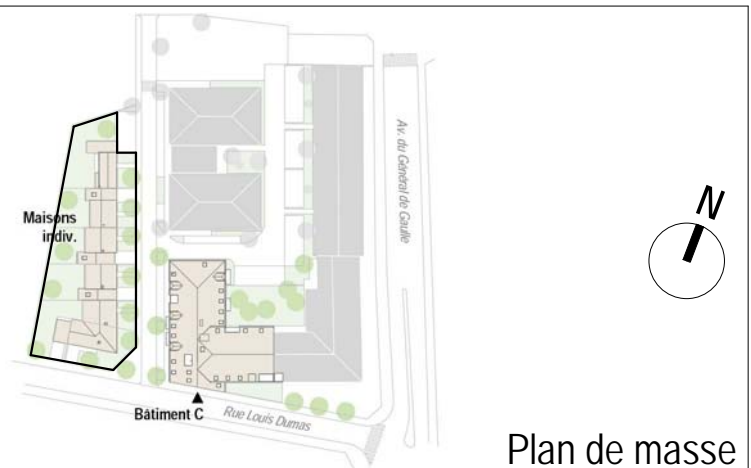 Av. du Général de Gaulle
N
Maisons
indiv.
Bâtiment C
Rue Louis Dumas
Plan de masse